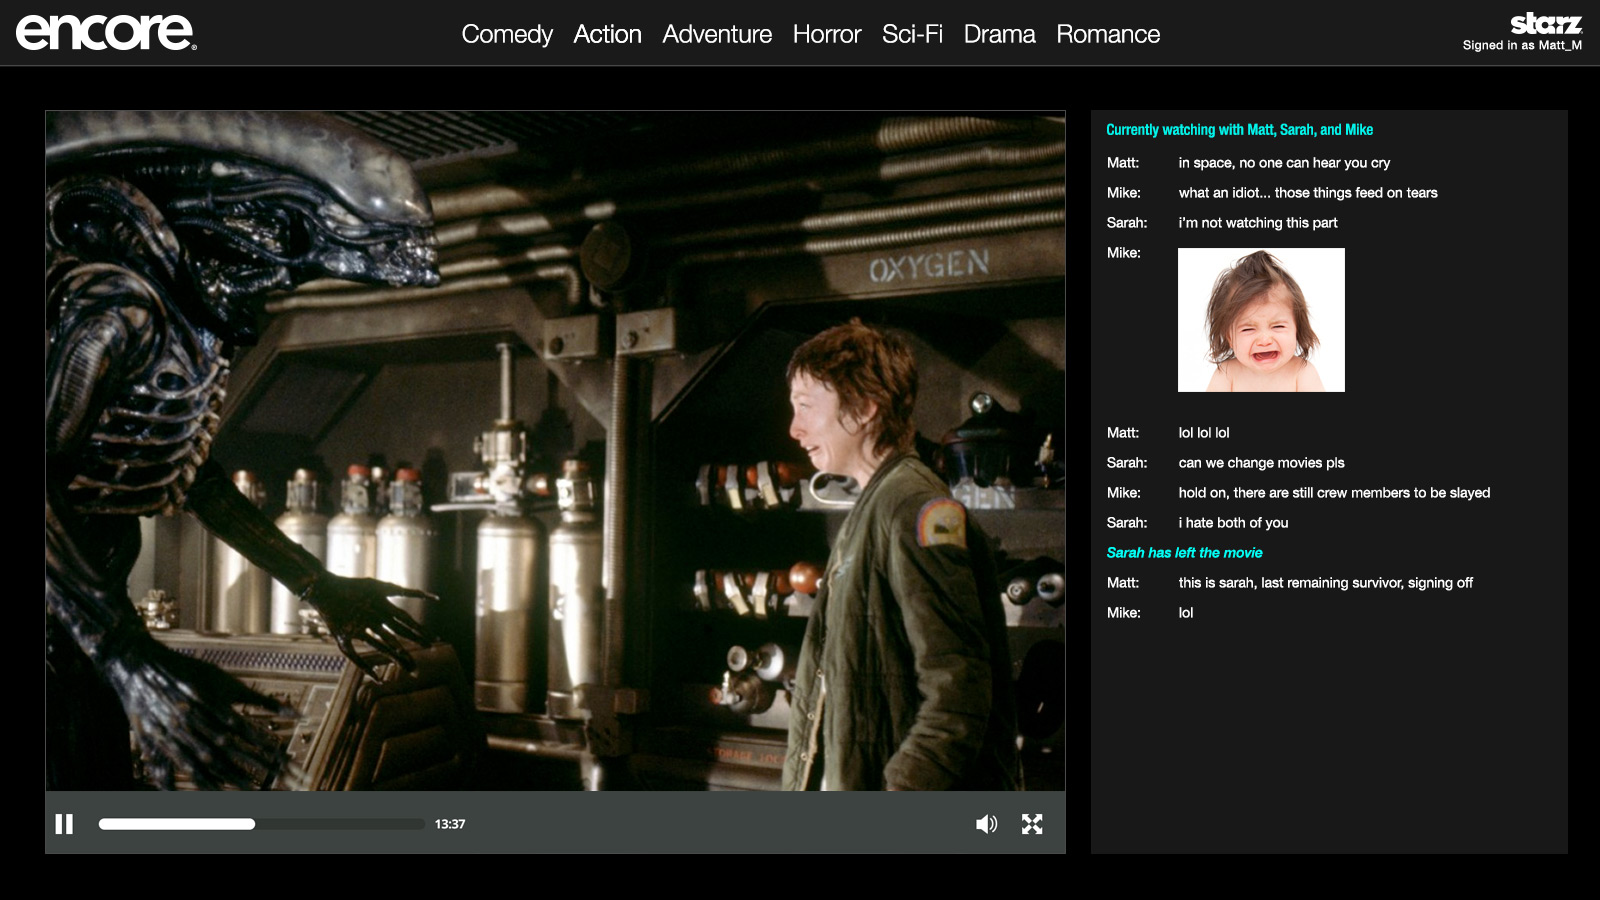 encore®
Comedy Action Adventure Horror Sci-Fi Drama Romance
starz
Signed in as Matt_M
OXYGEN
GEN
STORAGE LOC
13:37
Currently watching with Matt, Sarah, and Mike
Matt: in space, no one can hear you cry
Mike: what an idiot... those things feed on tears
Sarah: i'm not watching this part
Mike:
Matt: lol lol lol
Sarah: can we change movies pls
Mike: hold on, there are still crew members to be slayed
Sarah: i hate both of you
Sarah has left the movie
Matt: this is sarah, last remaining survivor, signing off
Mike: lol